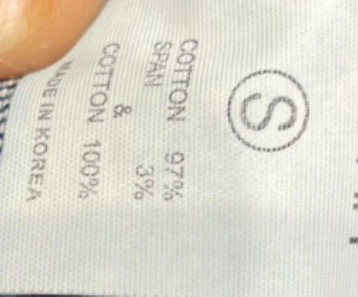 S
COTTON 97%
SPAN 3%
&
COTTON 100%
MADE IN KOREA